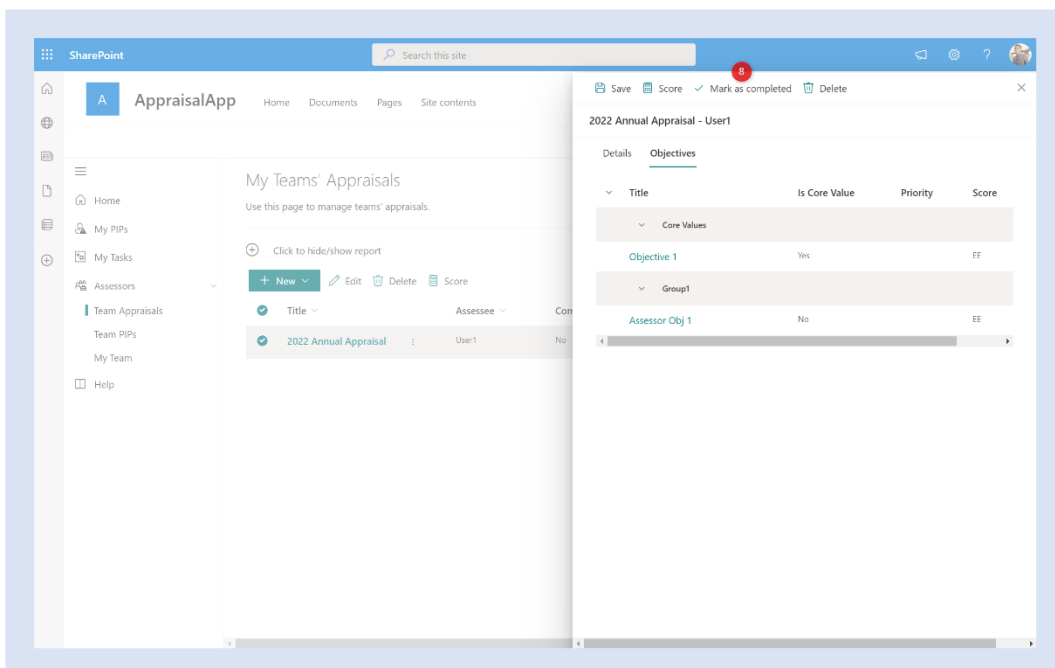 SharePoint
Search this site
?
8
A
AppraisalApp
Home Documents Pages Site contents
Home
My PIPs
My Tasks
Assessors
Team Appraisals
Team PIPs
My Team
Help
My Teams' Appraisals
Use this page to manage teams' appraisals.
Click to hide/show report
+ New Edit Delete Score
Title Assessee Com
2022 Annual Appraisal User1 No
Save Score Mark as completed Delete
2022 Annual Appraisal - User1
Details Objectives
Title Is Core Value Priority Score
Core Values
Objective 1 Yes EE
Group1
Assessor Obj 1 No EE